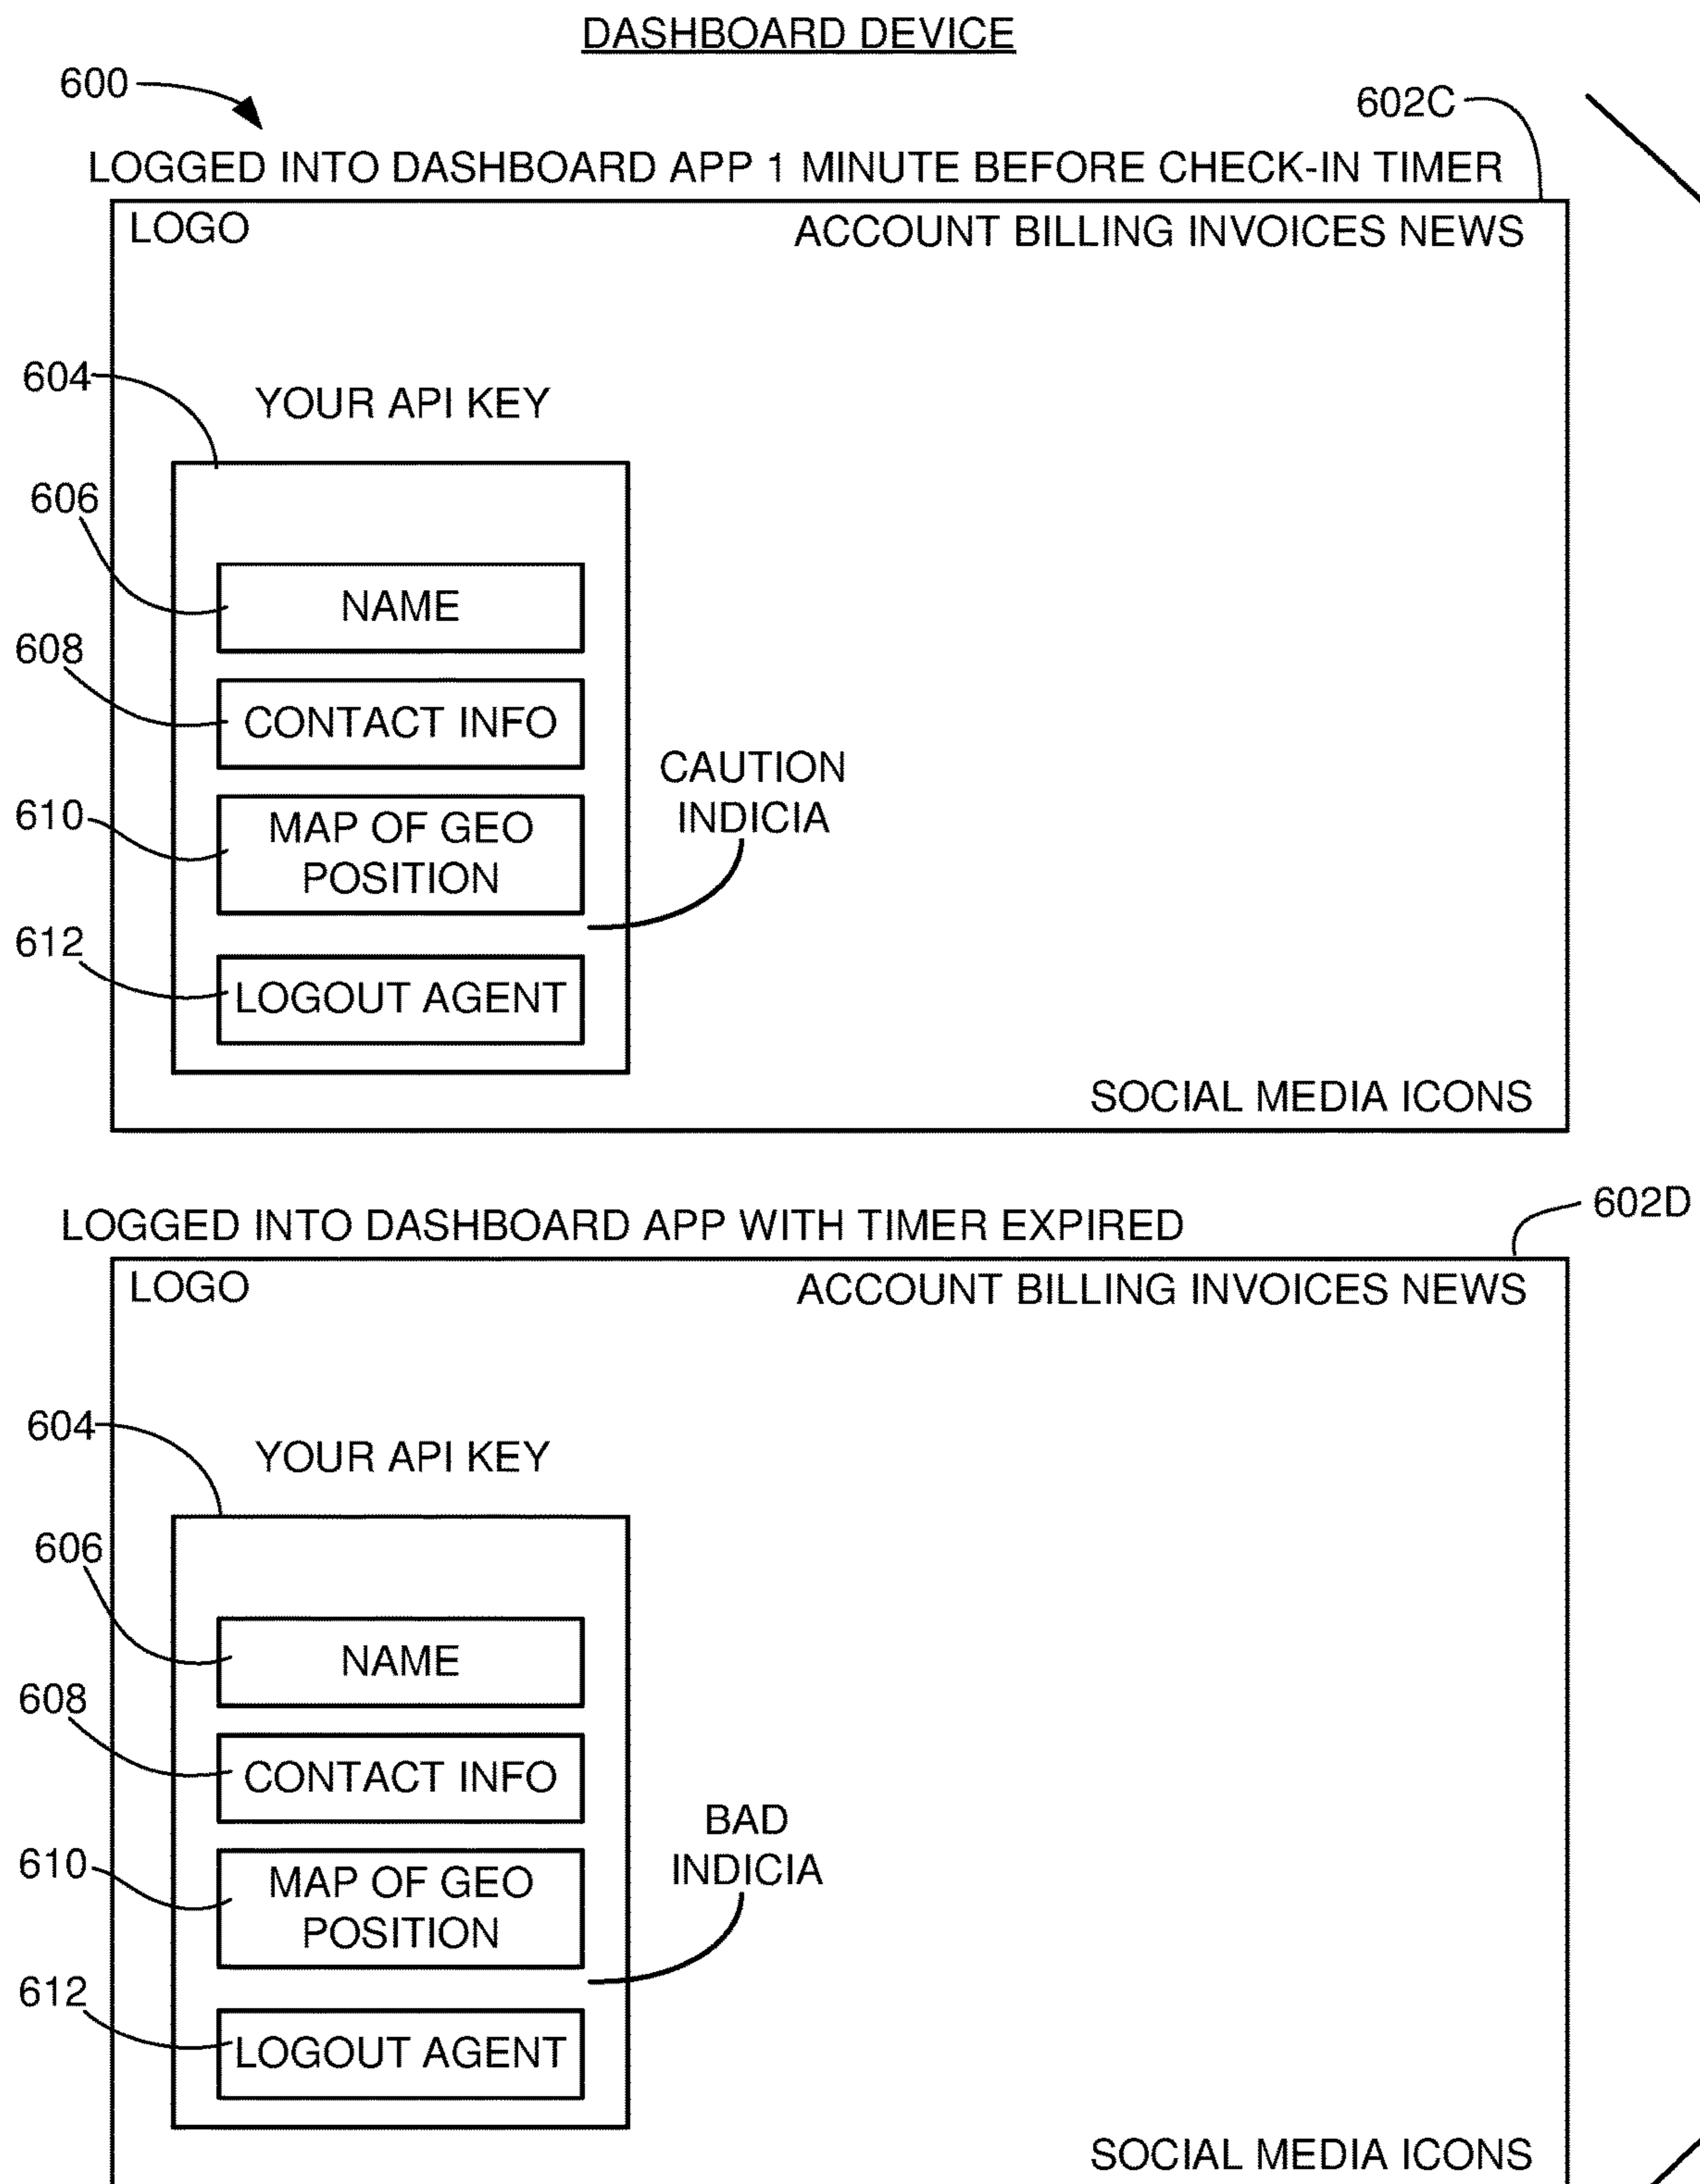 DASHBOARD DEVICE
600
602C
LOGGED INTO DASHBOARD APP 1 MINUTE BEFORE CHECK-IN TIMER
LOGO
ACCOUNT BILLING INVOICES NEWS
604
YOUR API KEY
606
NAME
608
CONTACT INFO
CAUTION
INDICIA
610
MAP OF GEO
POSITION
612
LOGOUT AGENT
SOCIAL MEDIA ICONS
602D
LOGGED INTO DASHBOARD APP WITH TIMER EXPIRED
LOGO
ACCOUNT BILLING INVOICES NEWS
604
YOUR API KEY
606
NAME
608
CONTACT INFO
BAD
INDICIA
610
MAP OF GEO
POSITION
612
LOGOUT AGENT
SOCIAL MEDIA ICONS